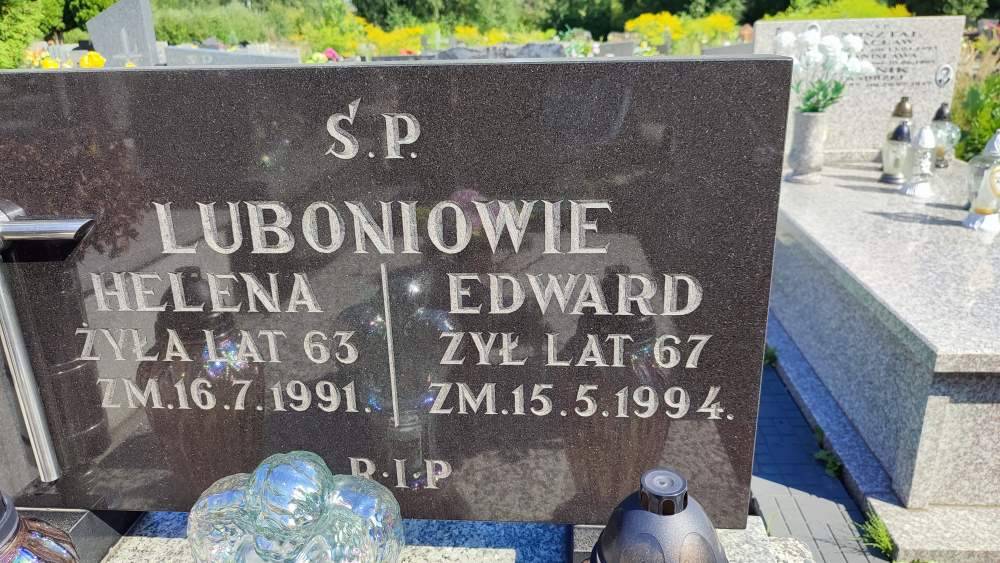 Ś.P.
LUBONIOWIE
HELENA
ŻYŁA LAT 63
ZM.16.7.1991.
EDWARD
ŻYŁ LAT 67
ZM.15.5.1994.
R.I.P